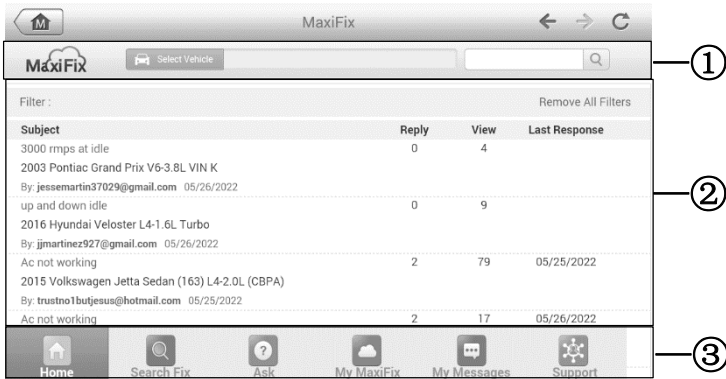 M MaxiFix
MaxiFix Select Vehicle
①
Filter : Remove All Filters
Subject Reply View Last Response
3000 rmps at idle 0 4
2003 Pontiac Grand Prix V6-3.8L VIN K
By: jessemartin37029@gmail.com 05/26/2022
②
up and down idle 0 9
2016 Hyundai Veloster L4-1.6L Turbo
By: jjmartinez927@gmail.com 05/26/2022
Ac not working 2 79 05/25/2022
2015 Volkswagen Jetta Sedan (163) L4-2.0L (CBPA)
By: trustno1butjesus@hotmail.com 05/25/2022
Ac not working 2 17 05/26/2022
③
Home Search Fix Ask My MaxiFix My Messages Support